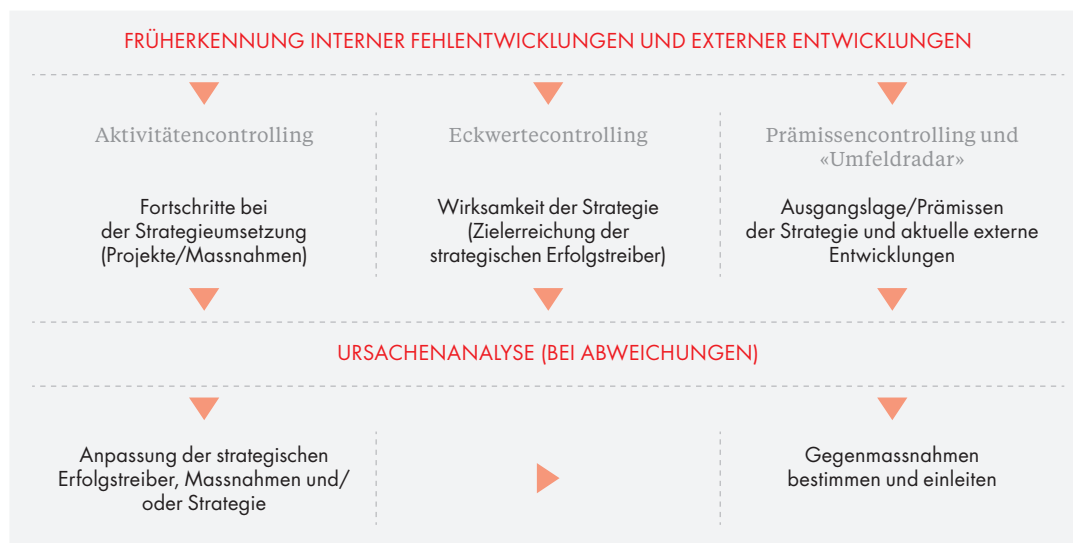 FRÜHERKENNUNG INTERNER FEHLENTWICKLUNGEN UND EXTERNER ENTWICKLUNGEN
Aktivitätencontrolling
Fortschritte bei
der Strategieumsetzung
(Projekte/Massnahmen)
Eckwertecontrolling
Wirksamkeit der Strategie
(Zielerreichung der
strategischen Erfolgstreiber)
Prämissencontrolling und
«Umfeldradar»
Ausgangslage/Prämissen
der Strategie und aktuelle externe
Entwicklungen
URSACHENANALYSE (BEI ABWEICHUNGEN)
Anpassung der strategischen
Erfolgstreiber, Massnahmen und/
oder Strategie
Gegenmassnahmen
bestimmen und einleiten